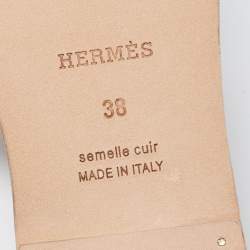 HERMÈS
38
semelle cuir
MADE IN ITALY